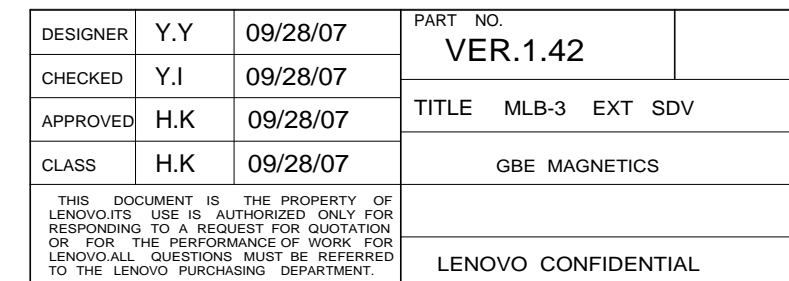 DESIGNER Y.Y 09/28/07
CHECKED Y.I 09/28/07
APPROVED H.K 09/28/07
CLASS H.K 09/28/07
THIS DOCUMENT IS THE PROPERTY OF
LENOVO.ITS USE IS AUTHORIZED ONLY FOR
RESPONDING TO A REQUEST FOR QUOTATION
OR FOR THE PERFORMANCE OF WORK FOR
LENOVO.ALL QUESTIONS MUST BE REFERRED
TO THE LENOVO PURCHASING DEPARTMENT.
PART NO.
VER.1.42
TITLE MLB-3 EXT SDV
GBE MAGNETICS
LENOVO CONFIDENTIAL